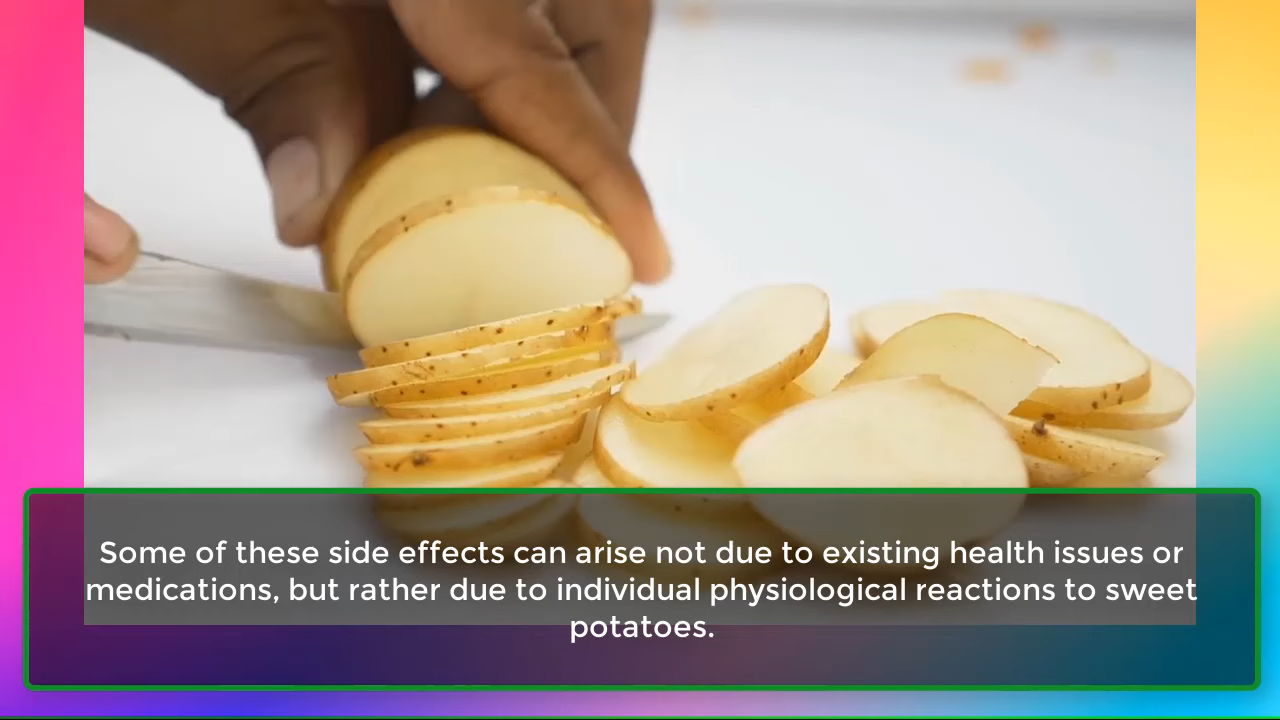 Some of these side effects can arise not due to existing health issues or
medications, but rather due to individual physiological reactions to sweet
potatoes.